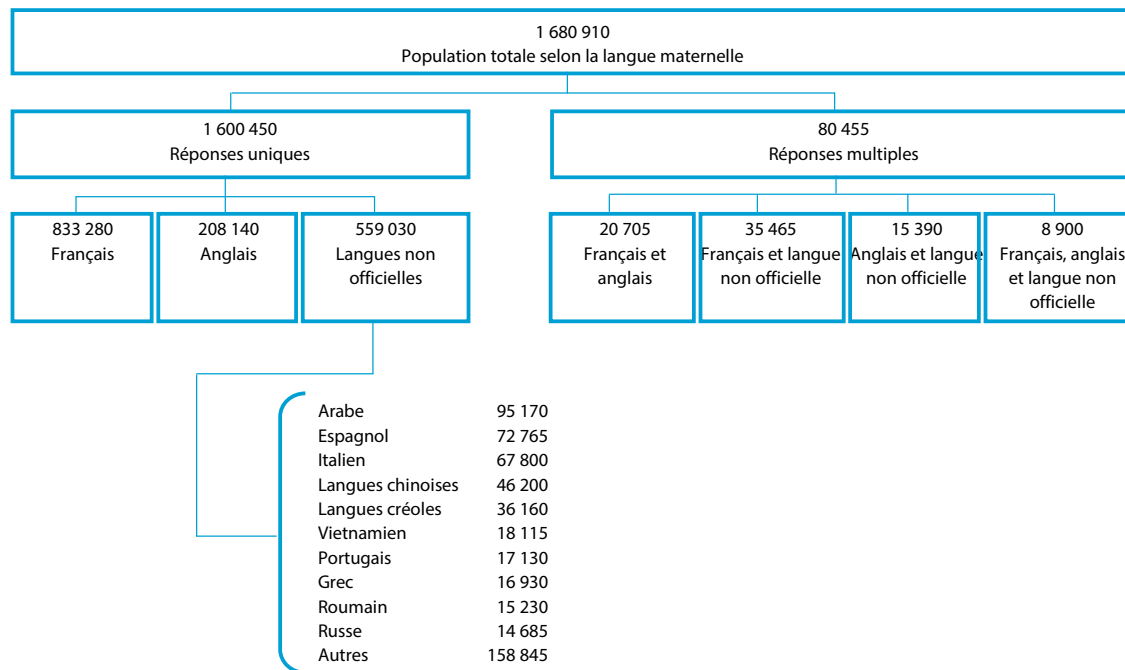 1 680 910
Population totale selon la langue maternelle
1 600 450
Réponses uniques
80 455
Réponses multiples
833 280
Français
208 140
Anglais
559 030
Langues non
officielles
20 705
Français et
anglais
35 465
Français et langue
non officielle
15 390
Anglais et langue
non officielle
8 900
Français, anglais
et langue non
officielle
Arabe 95 170
Espagnol 72 765
Italien 67 800
Langues chinoises 46 200
Langues créoles 36 160
Vietnamien 18 115
Portugais 17 130
Grec 16 930
Roumain 15 230
Russe 14 685
Autres 158 845